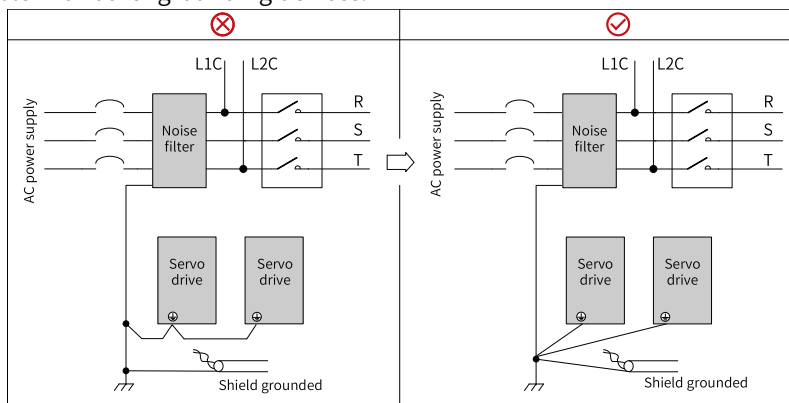 L1C L2C
R
S
T
AC power supply
Noise
filter
Servo
drive
Servo
drive
Shield grounded
L1C L2C
R
S
T
AC power supply
Noise
filter
Servo
drive
Servo
drive
Shield grounded